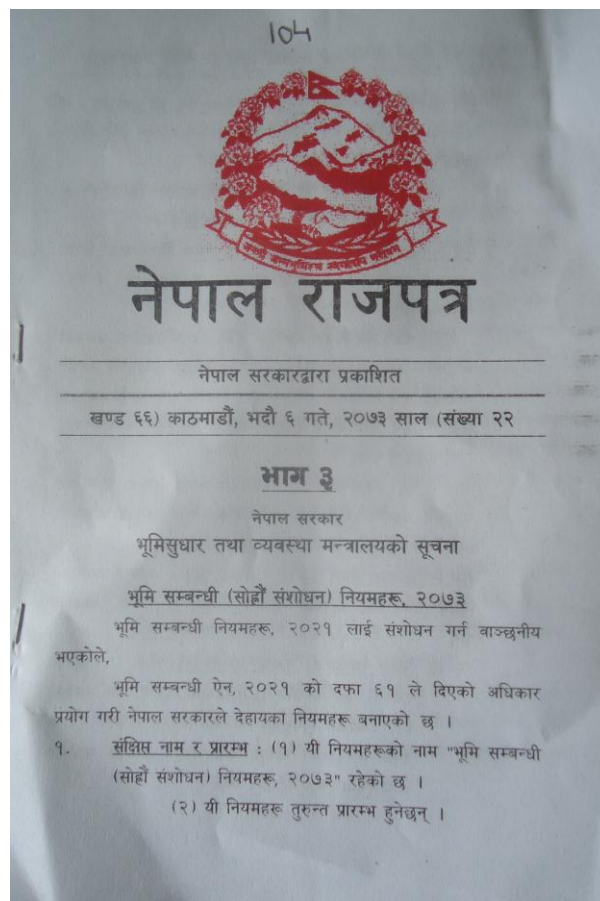 104
नेपाल राजपत्र
नेपाल सरकारद्वारा प्रकाशित
खण्ड ६६) काठमाडौं, भदौ ६ गते, २०७३ साल (संख्या २२
भाग ३
नेपाल सरकार
भूमिसुधार तथा व्यवस्था मन्त्रालयको सूचना
भूमि सम्बन्धी (सोह्रौं संशोधन) नियमहरू, २०७३
भूमि सम्बन्धी नियमहरू, २०२१ लाई संशोधन गर्न वाञ्छनीय
भएकोले,
भूमि सम्बन्धी ऐन, २०२१ को दफा ६१ ले दिएको अधिकार
प्रयोग गरी नेपाल सरकारले देहायका नियमहरू बनाएको छ ।
१. संक्षिप्त नाम र प्रारम्भ : (१) यी नियमहरूको नाम "भूमि सम्बन्धी
(सोह्रौं संशोधन) नियमहरू, २०७३" रहेको छ ।
(२) यी नियमहरू तुरुन्त प्रारम्भ हुनेछन् ।